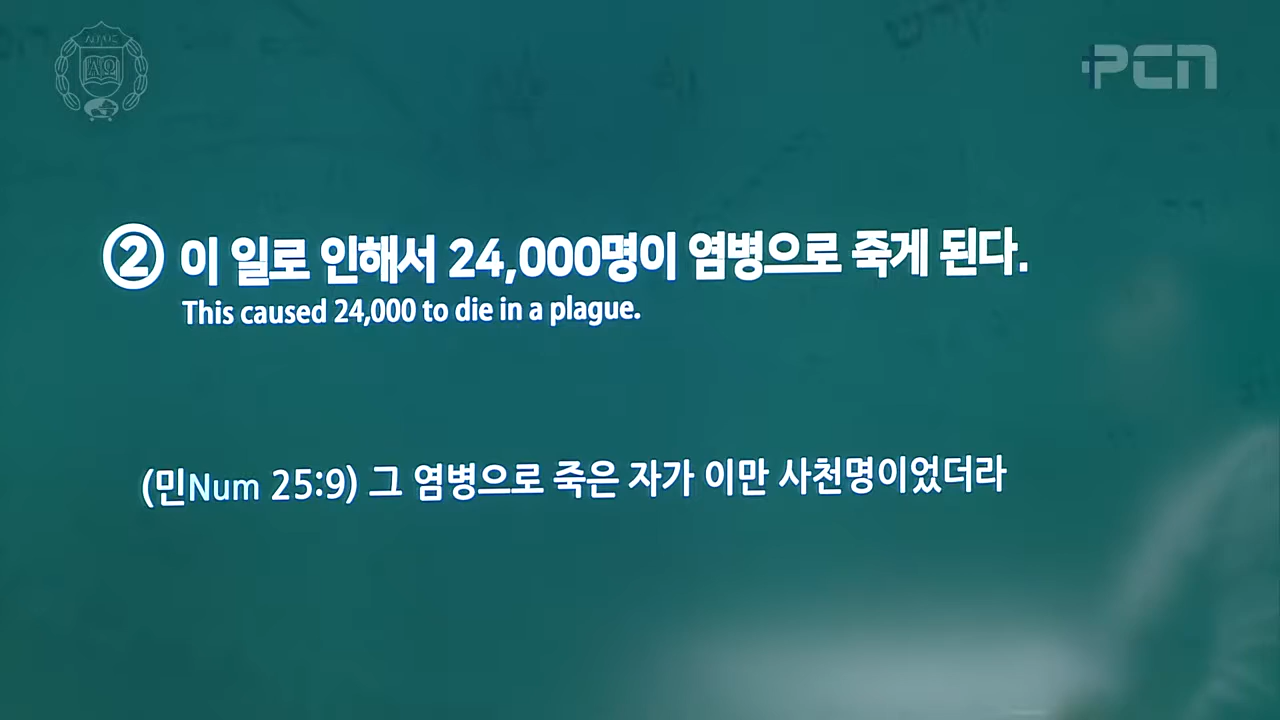 PCN
② 이 일로 인해서 24,000명이 염병으로 죽게 된다.
This caused 24,000 to die in a plague.
(민Num 25:9) 그 염병으로 죽은 자가 이만 사천명이었더라